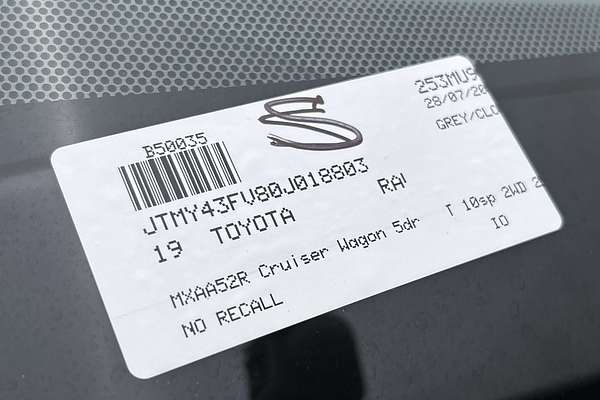 B50035
253MUS
28/07/20
GREY/CLO
JTMY43FV80J018803
19 TOYOTA RAV
MXAA52R Cruiser Wagon 5dr T 10sp 2WD 2
NO RECALL IO